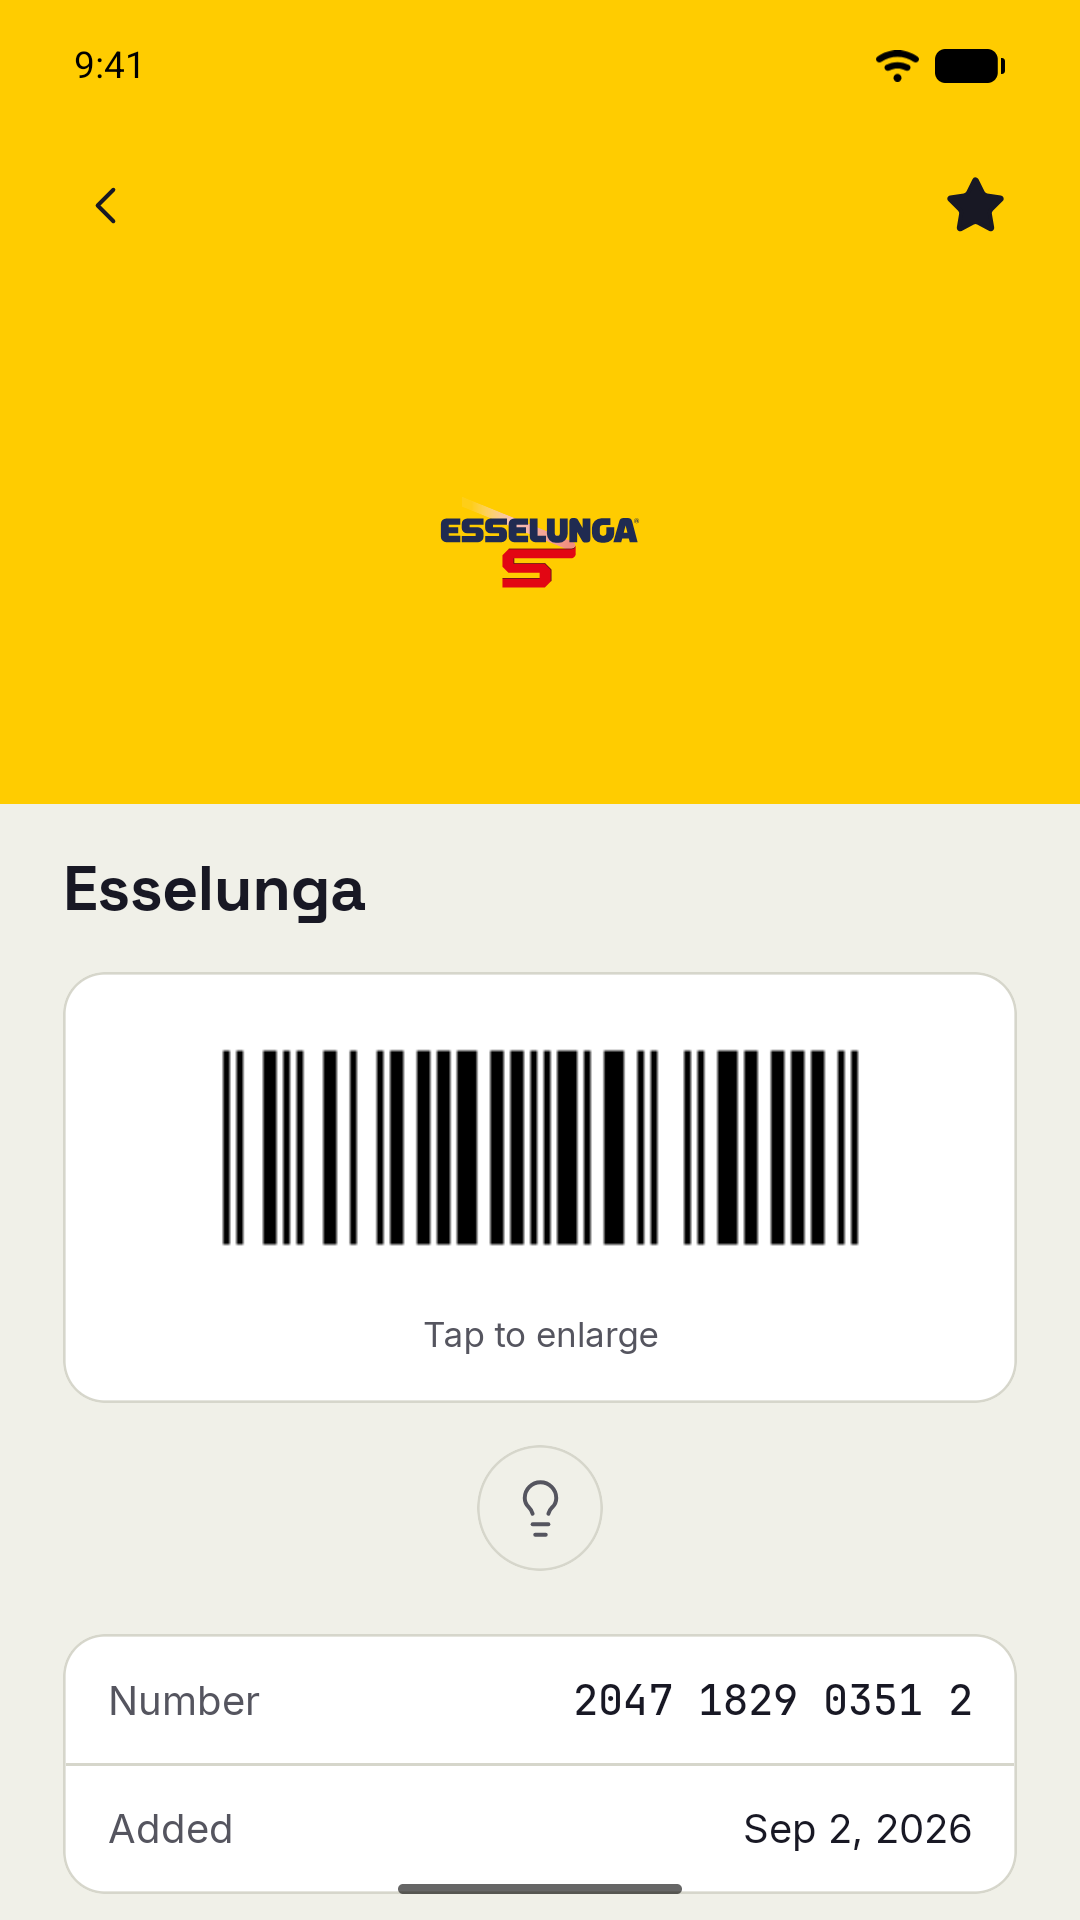 9:41
ESSELUNGA
S
Esselunga
Tap to enlarge
Number 2047 1829 0351 2
Added Sep 2, 2026